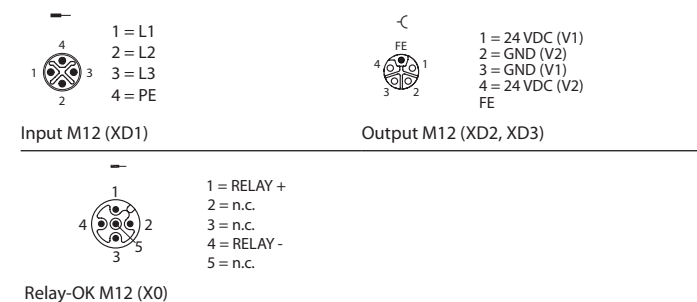 4
1
3
2
1 = L1
2 = L2
3 = L3
4 = PE
Input M12 (XD1)
FE
4
1
3
2
1 = 24 VDC (V1)
2 = GND (V2)
3 = GND (V1)
4 = 24 VDC (V2)
FE
Output M12 (XD2, XD3)
1
4
2
5
3
1 = RELAY +
2 = n.c.
3 = n.c.
4 = RELAY -
5 = n.c.
Relay-OK M12 (X0)